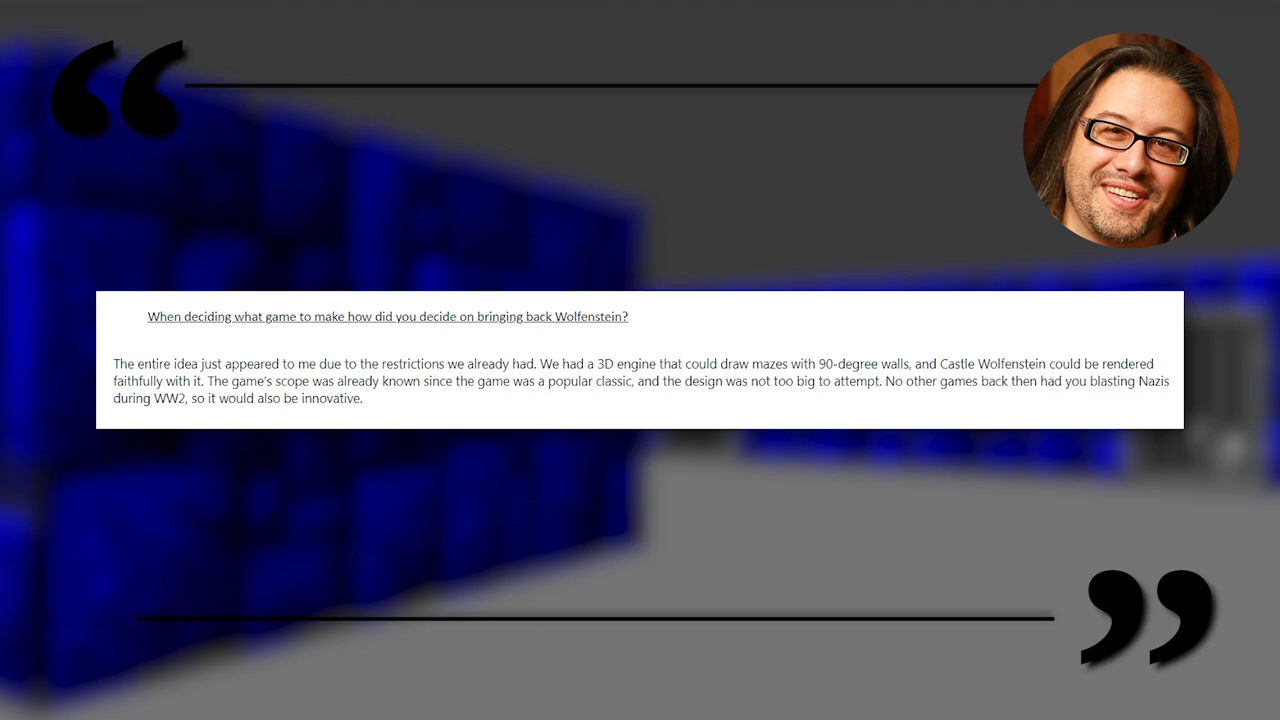 When deciding what game to make how did you decide on bringing back Wolfenstein?
The entire idea just appeared to me due to the restrictions we already had. We had a 3D engine that could draw mazes with 90-degree walls, and Castle Wolfenstein could be rendered
faithfully with it. The game’s scope was already known since the game was a popular classic, and the design was not too big to attempt. No other games back then had you blasting Nazis
during WW2, so it would also be innovative.